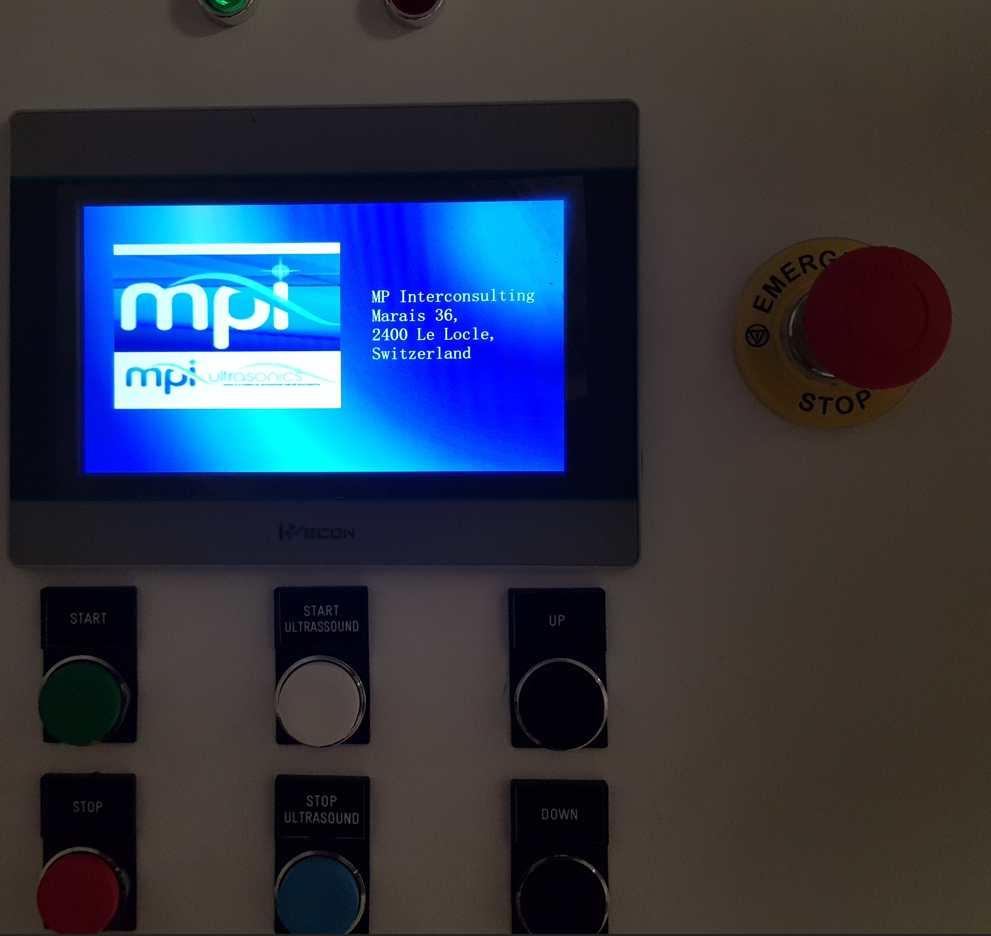 mpi
mpi ultrasonics
MP Interconsulting
Marais 36,
2400 Le Locle,
Switzerland
WECON
EMERG
STOP
START
START
ULTRASSOUND
UP
STOP
STOP
ULTRASOUND
DOWN